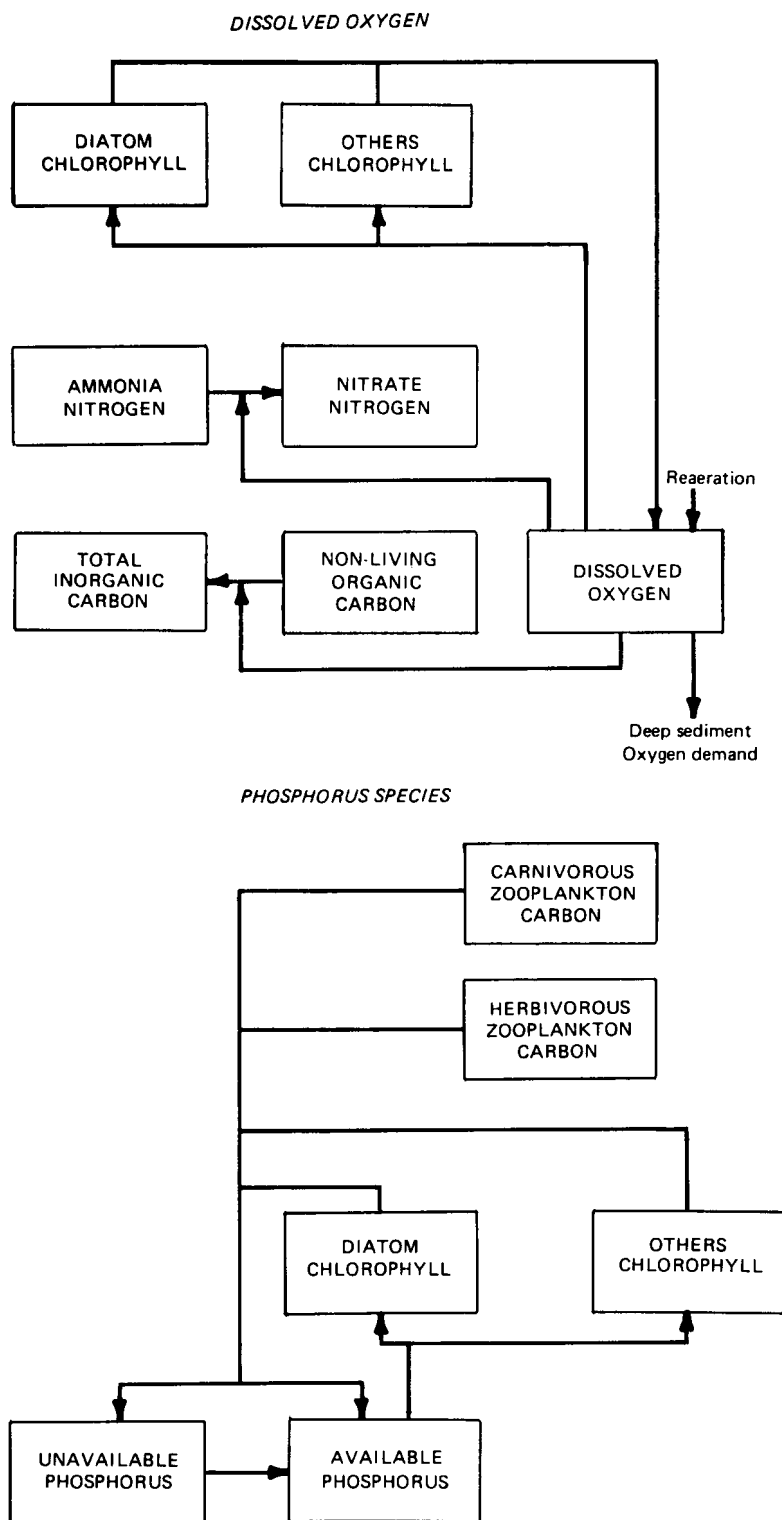 DISSOLVED OXYGEN
DIATOM
CHLOROPHYLL
OTHERS
CHLOROPHYLL
AMMONIA
NITROGEN
NITRATE
NITROGEN
Reaeration
TOTAL
INORGANIC
CARBON
NON-LIVING
ORGANIC
CARBON
DISSOLVED
OXYGEN
Deep sediment
Oxygen demand
PHOSPHORUS SPECIES
CARNIVOROUS
ZOOPLANKTON
CARBON
HERBIVOROUS
ZOOPLANKTON
CARBON
DIATOM
CHLOROPHYLL
OTHERS
CHLOROPHYLL
UNAVAILABLE
PHOSPHORUS
AVAILABLE
PHOSPHORUS